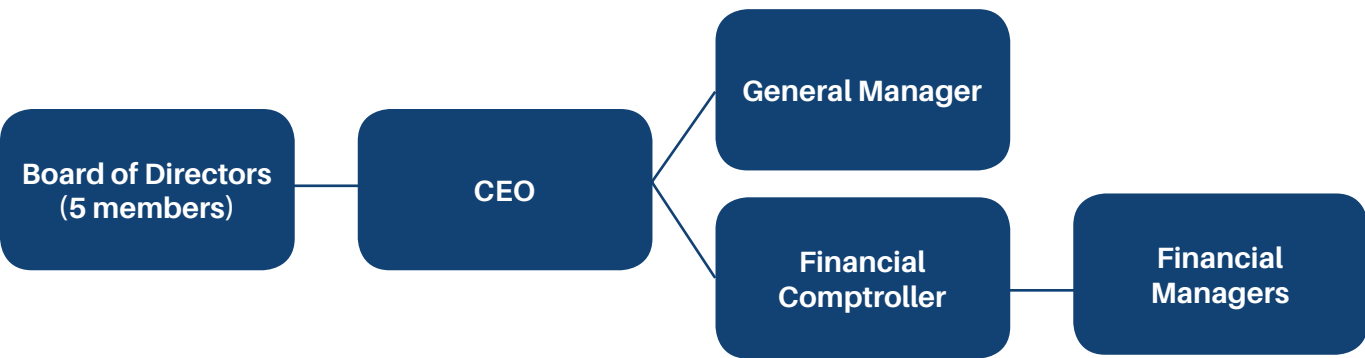 Board of Directors
(5 members)
CEO
General Manager
Financial
Comptroller
Financial
Managers